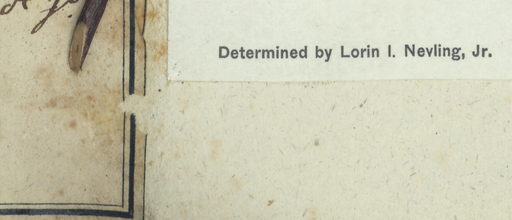 Determined by Lorin I. Nevling, Jr.